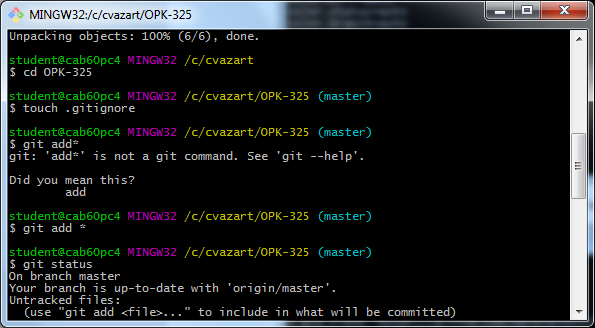 MINGW32:/c/cvazart/OPK-325
Unpacking objects: 100% (6/6), done.
student@cab60pc4 MINGW32 /c/cvazart
$ cd OPK-325
student@cab60pc4 MINGW32 /c/cvazart/OPK-325 (master)
$ touch .gitignore
student@cab60pc4 MINGW32 /c/cvazart/OPK-325 (master)
$ git add*
git: 'add*' is not a git command. See 'git --help'.
Did you mean this?
add
student@cab60pc4 MINGW32 /c/cvazart/OPK-325 (master)
$ git add *
student@cab60pc4 MINGW32 /c/cvazart/OPK-325 (master)
$ git status
On branch master
Your branch is up-to-date with 'origin/master'.
Untracked files:
(use "git add <file>..." to include in what will be committed)